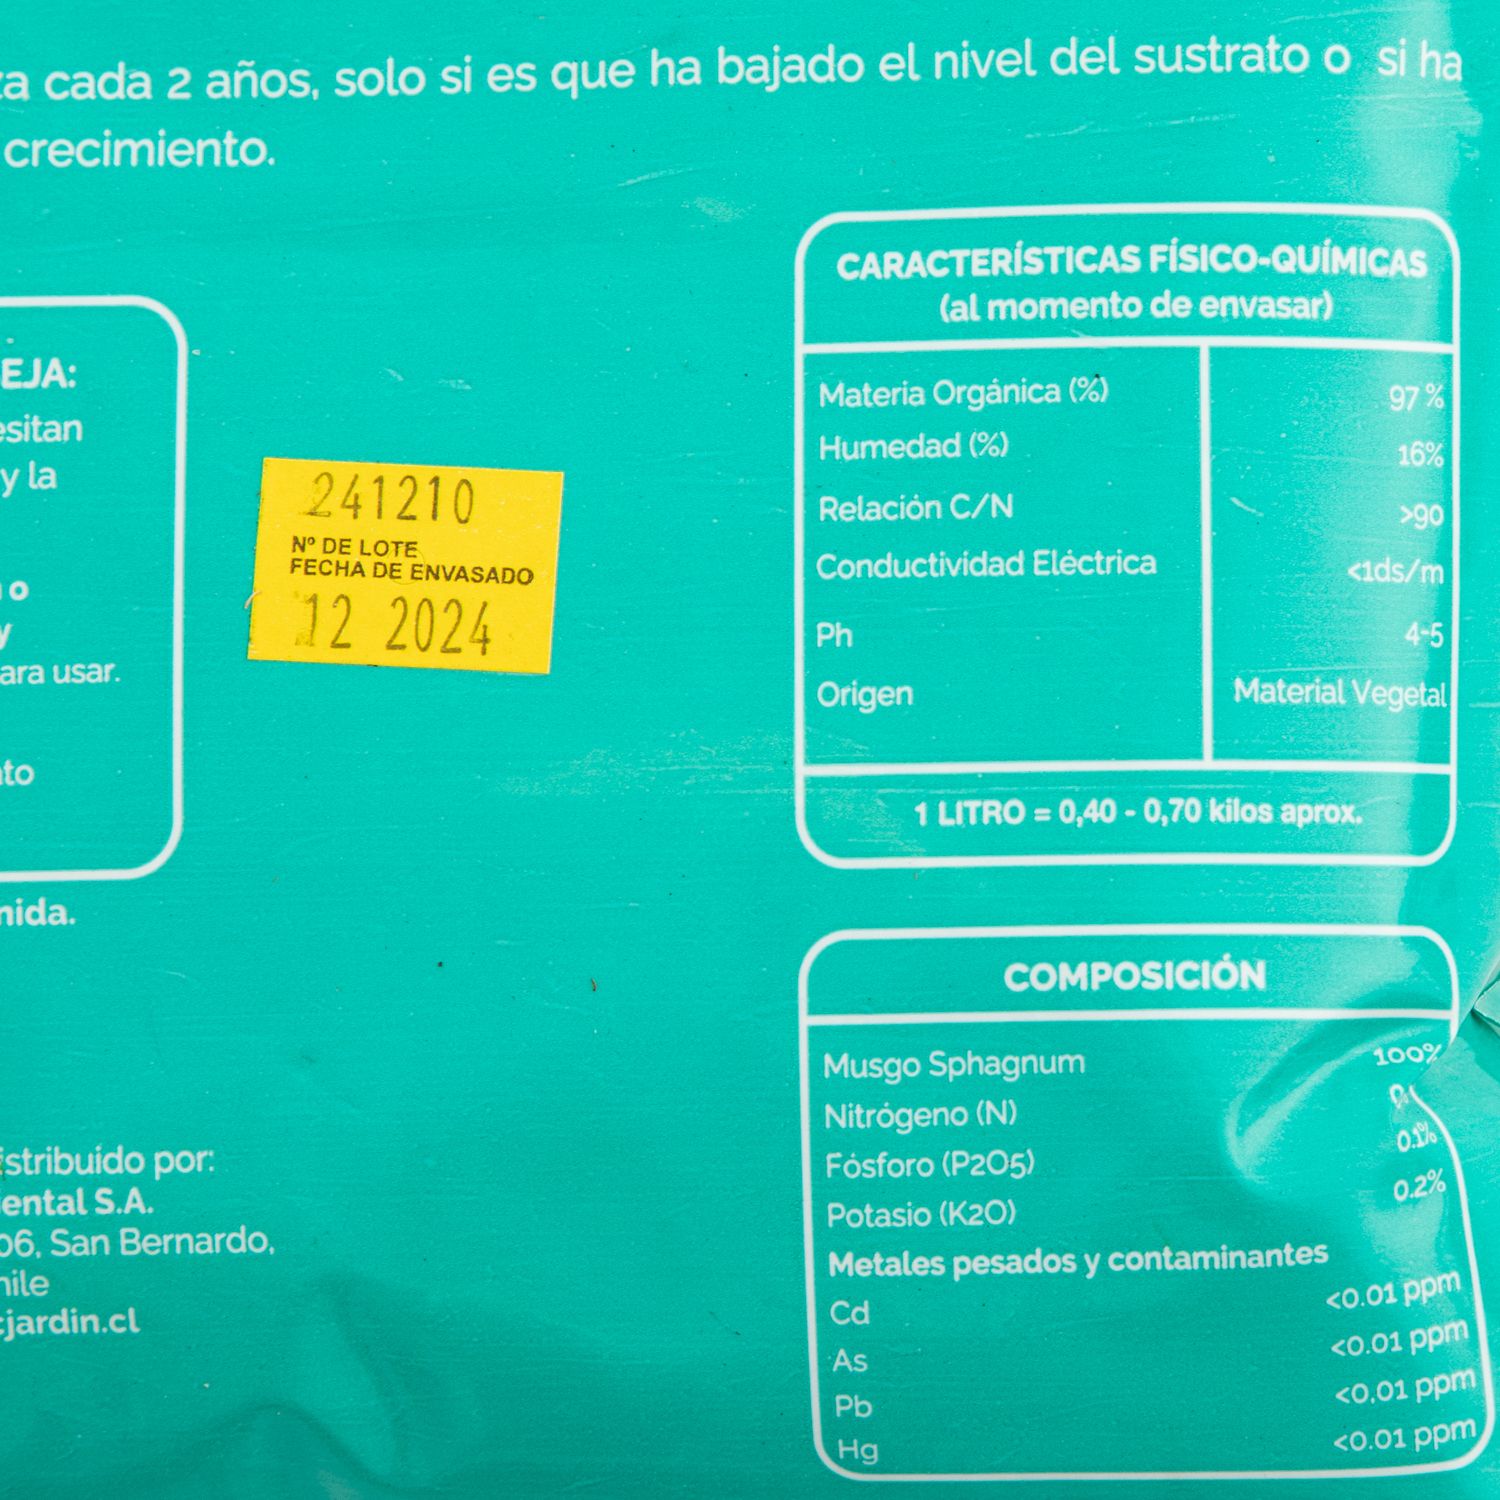 za cada 2 años, solo si es que ha bajado el nivel del sustrato o si ha
crecimiento.
EJA:
esitan
y la
o
y
ara usar.
nto
nida.
241210
Nº DE LOTE
FECHA DE ENVASADO
12 2024
CARACTERÍSTICAS FÍSICO-QUÍMICAS
(al momento de envasar)
Materia Orgánica (%) 97 %
Humedad (%) 16%
Relación C/N >90
Conductividad Eléctrica <1ds/m
Ph 4-5
Origen Material Vegetal
1 LITRO = 0,40 - 0,70 kilos aprox.
COMPOSICIÓN
Musgo Sphagnum 100%
Nitrógeno (N)
Fósforo (P2O5) 0.1%
Potasio (K2O) 0.2%
Metales pesados y contaminantes
Cd <0.01 ppm
As <0.01 ppm
Pb <0,01 ppm
Hg <0.01 ppm
istribuido por:
iental S.A.
06, San Bernardo,
hile
cjardin.cl